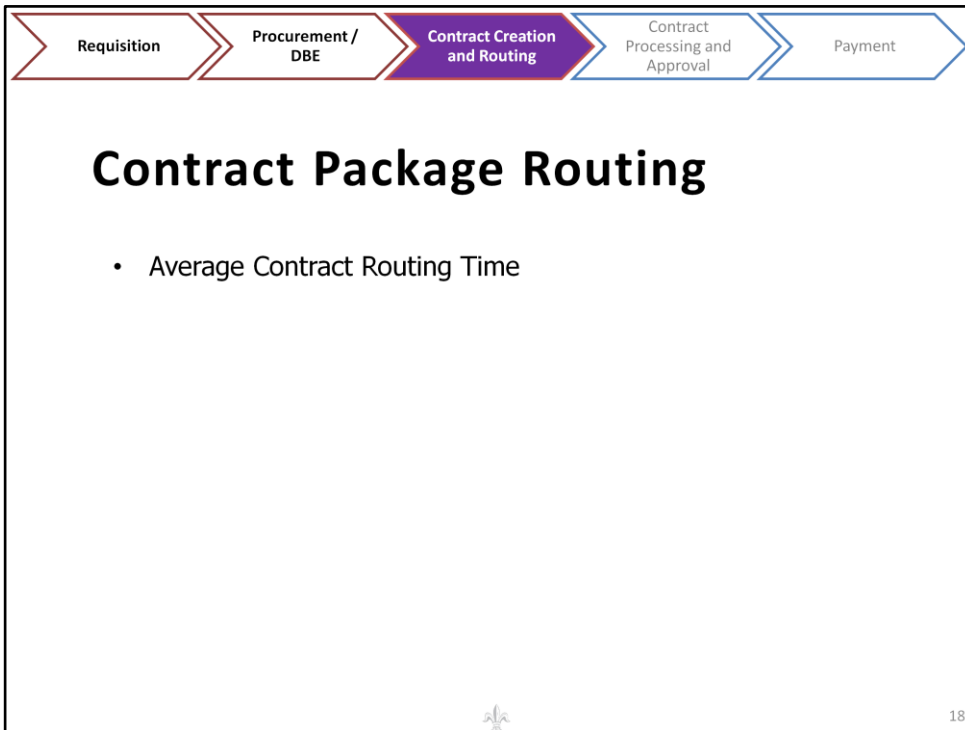 Requisition
Procurement /
DBE
Contract Creation
and Routing
Contract
Processing and
Approval
Payment
Contract Package Routing
• Average Contract Routing Time
18